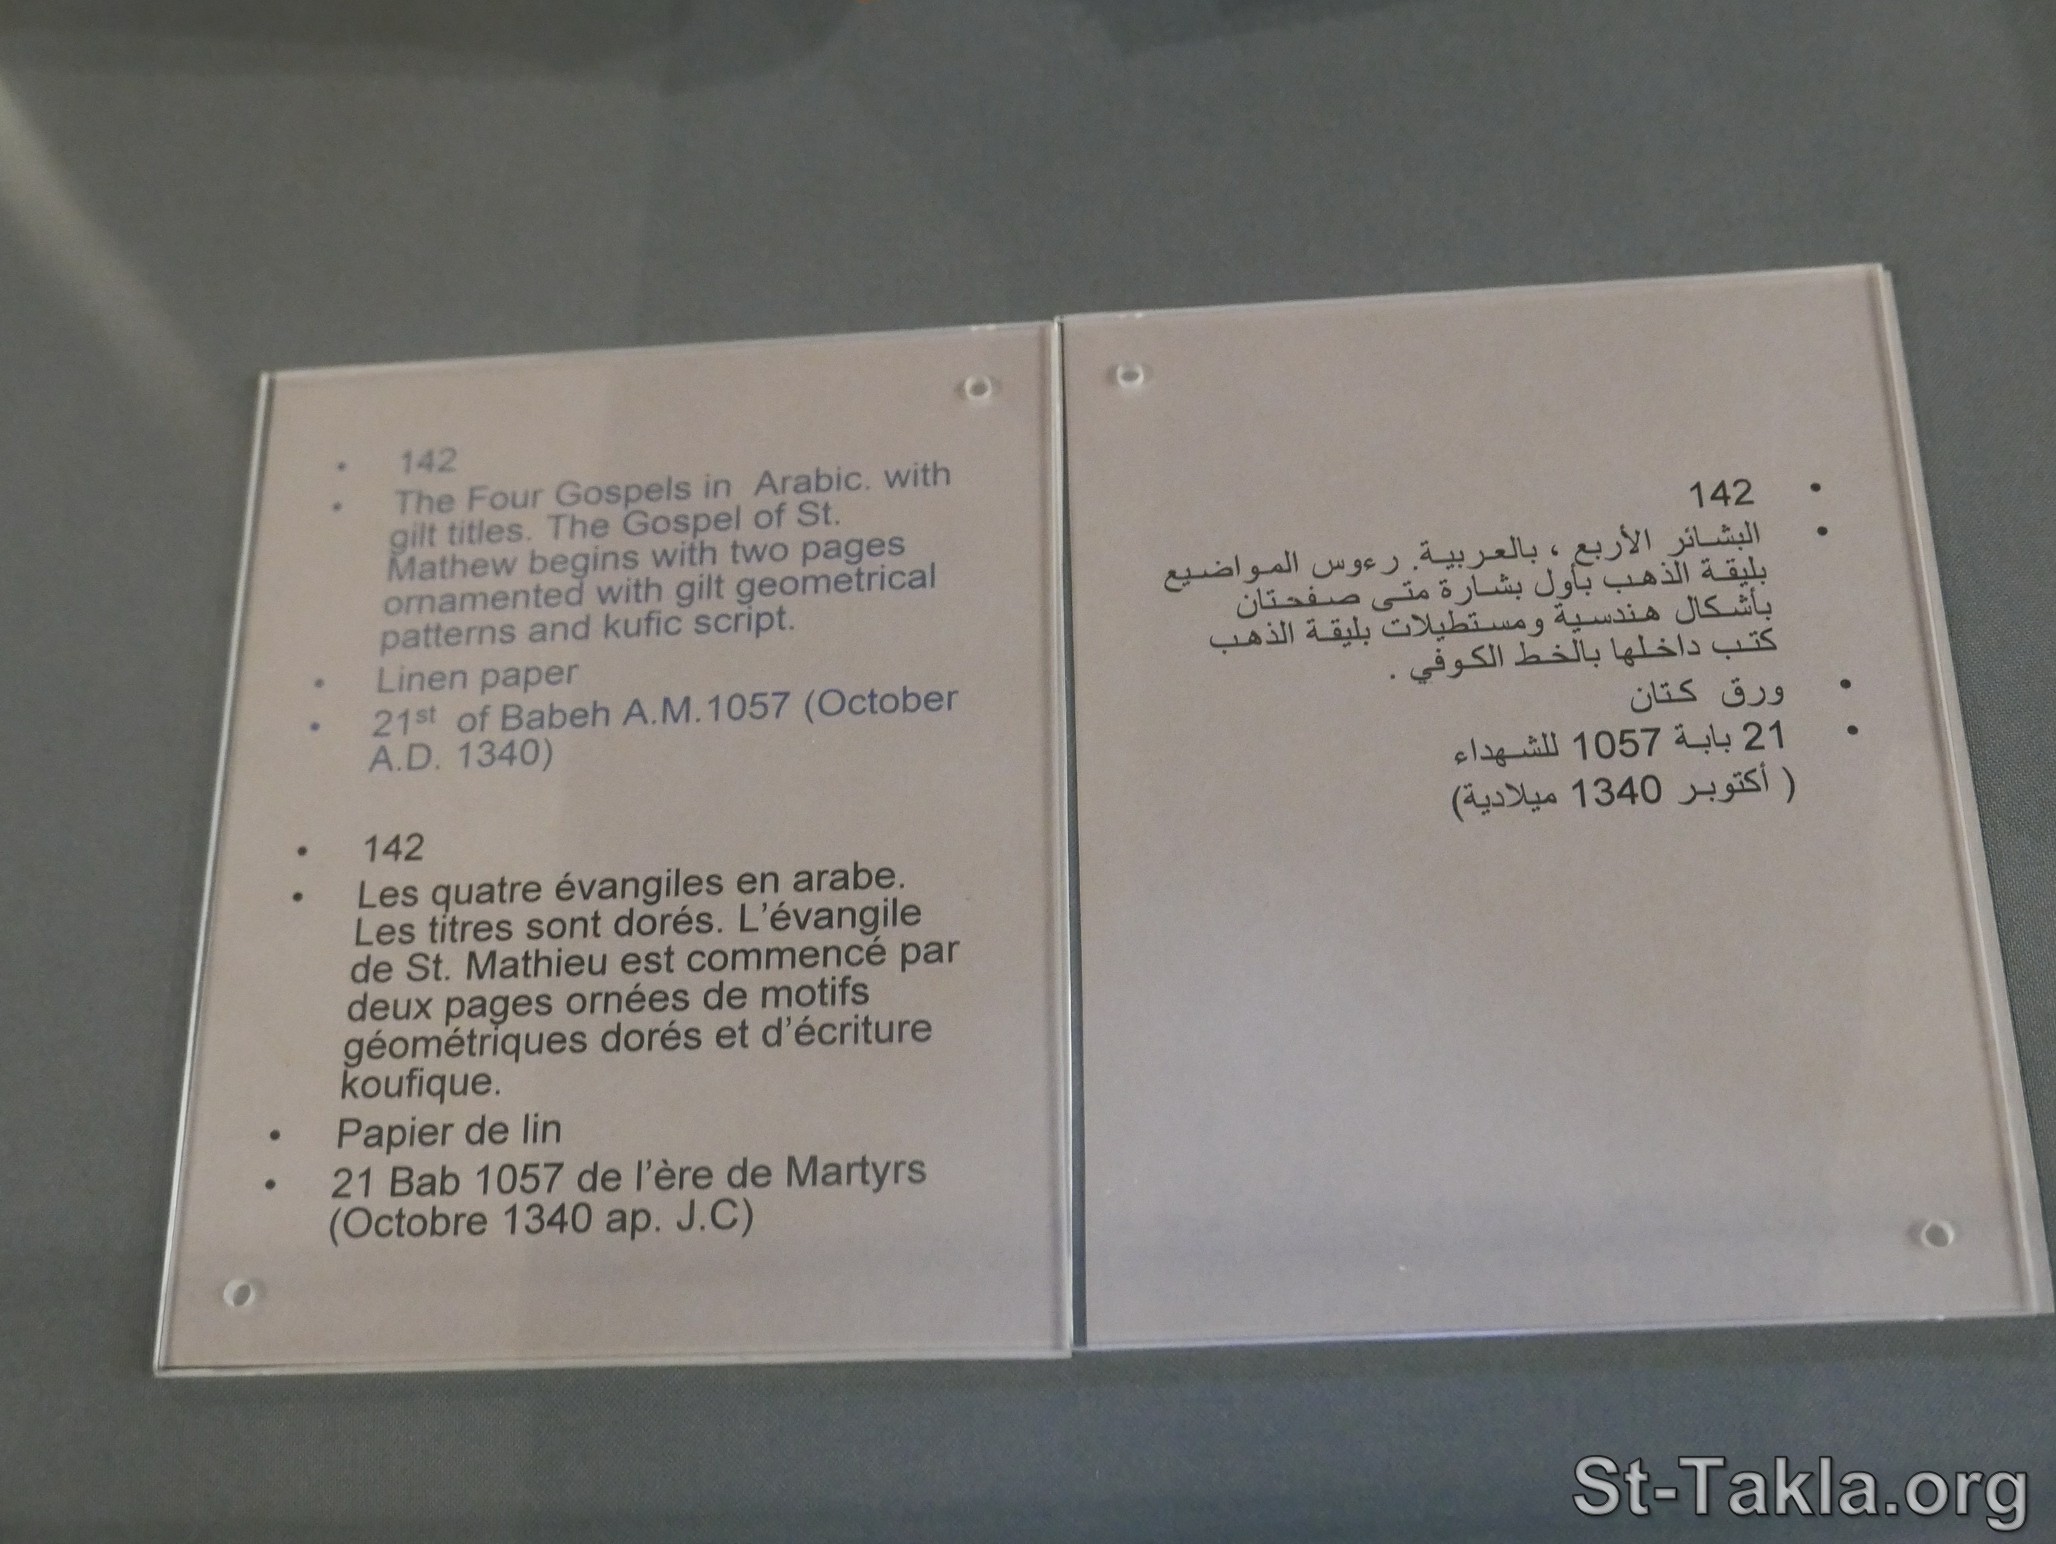 • 142
• The Four Gospels in Arabic. with
gilt titles. The Gospel of St.
Mathew begins with two pages
ornamented with gilt geometrical
patterns and kufic script.
• Linen paper
• 21st of Babeh A.M.1057 (October
A.D. 1340)
• 142
• Les quatre évangiles en arabe.
Les titres sont dorés. L'évangile
de St. Mathieu est commencé par
deux pages ornées de motifs
géométriques dorés et d'écriture
koufique.
• Papier de lin
• 21 Bab 1057 de l'ère de Martyrs
(Octobre 1340 ap. J.C)
• 142
• البشائر الأربع ، بالعربية. رءوس المواضيع
بليقة الذهب بأول بشارة متى صفحتان
بأشكال هندسية ومستطيلات بليقة الذهب
كتب داخلها بالخط الكوفي .
• ورق كتان
• 21 بابة 1057 للشهداء
( أكتوبر 1340 ميلادية)
St-Takla.org